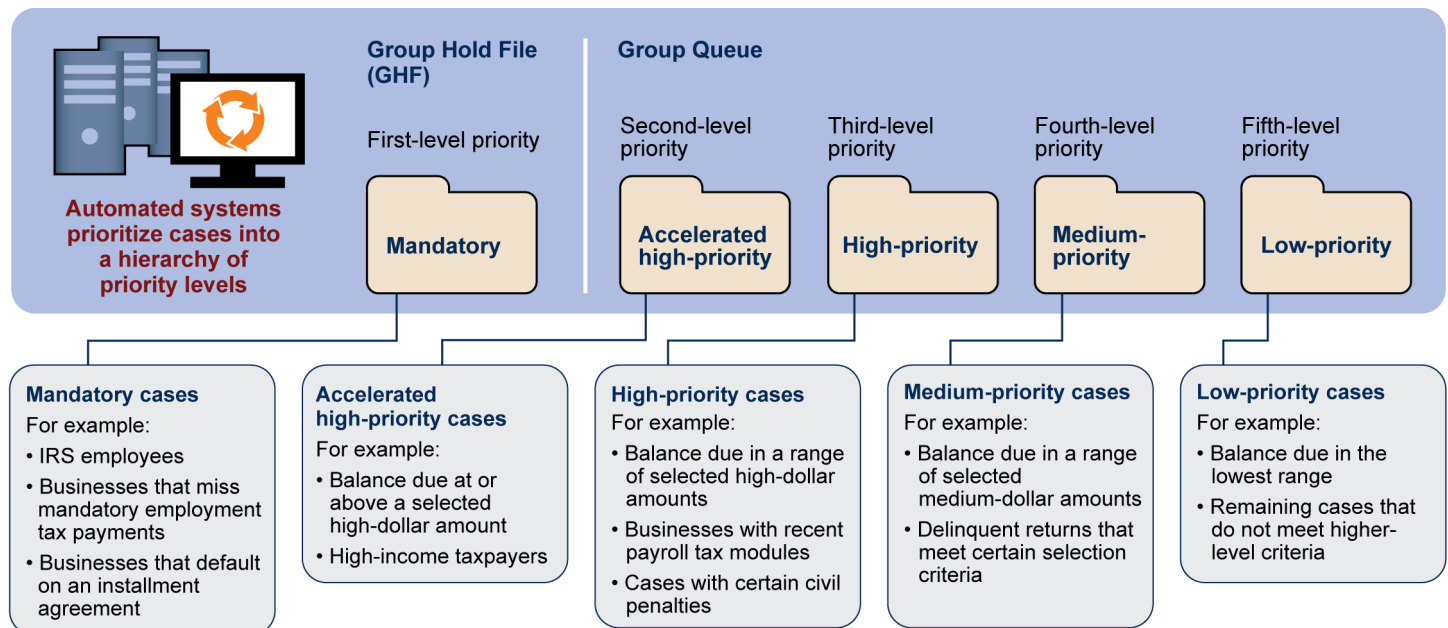 Group Hold File
(GHF)
Group Queue
First-level priority
Second-level
priority
Third-level
priority
Fourth-level
priority
Fifth-level
priority
Automated systems
prioritize cases into
a hierarchy of
priority levels
Mandatory
Accelerated
high-priority
High-priority
Medium-
priority
Low-priority
Mandatory cases
For example:
• IRS employees
• Businesses that miss
mandatory employment
tax payments
• Businesses that default
on an installment
agreement
Accelerated
high-priority cases
For example:
• Balance due at or
above a selected
high-dollar amount
• High-income taxpayers
High-priority cases
For example:
• Balance due in a range
of selected high-dollar
amounts
• Businesses with recent
payroll tax modules
• Cases with certain civil
penalties
Medium-priority cases
For example:
• Balance due in a range
of selected
medium-dollar amounts
• Delinquent returns that
meet certain selection
criteria
Low-priority cases
For example:
• Balance due in the
lowest range
• Remaining cases that
do not meet higher-
level criteria